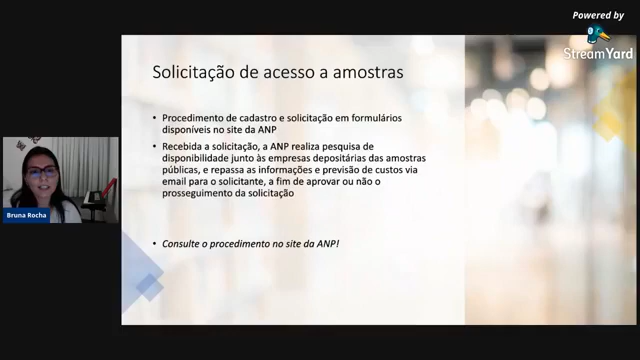 Powered by
StreamYard
Solicitação de acesso a amostras
• Procedimento de cadastro e solicitação em formulários
disponíveis no site da ANP
• Recebida a solicitação, a ANP realiza pesquisa de
disponibilidade junto às empresas depositárias das amostras
públicas, e repassa as informações e previsão de custos via
email para o solicitante, a fim de aprovar ou não o
prosseguimento da solicitação
• Consulte o procedimento no site da ANP!
Bruna Rocha